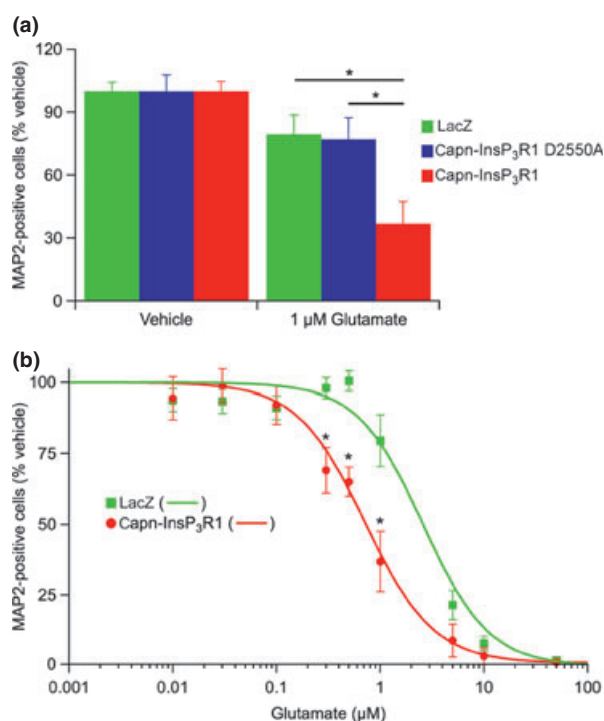 (a)
MAP2-positive cells (% vehicle)
120
90
60
30
0
*
*
LacZ
Capn-InsP₃R1 D2550A
Capn-InsP₃R1
Vehicle
1 µM Glutamate
(b)
MAP2-positive cells (% vehicle)
100
75
50
25
0
*
*
*
LacZ (—)
Capn-InsP₃R1 (—)
0.001
0.01
0.1
1
10
100
Glutamate (µM)